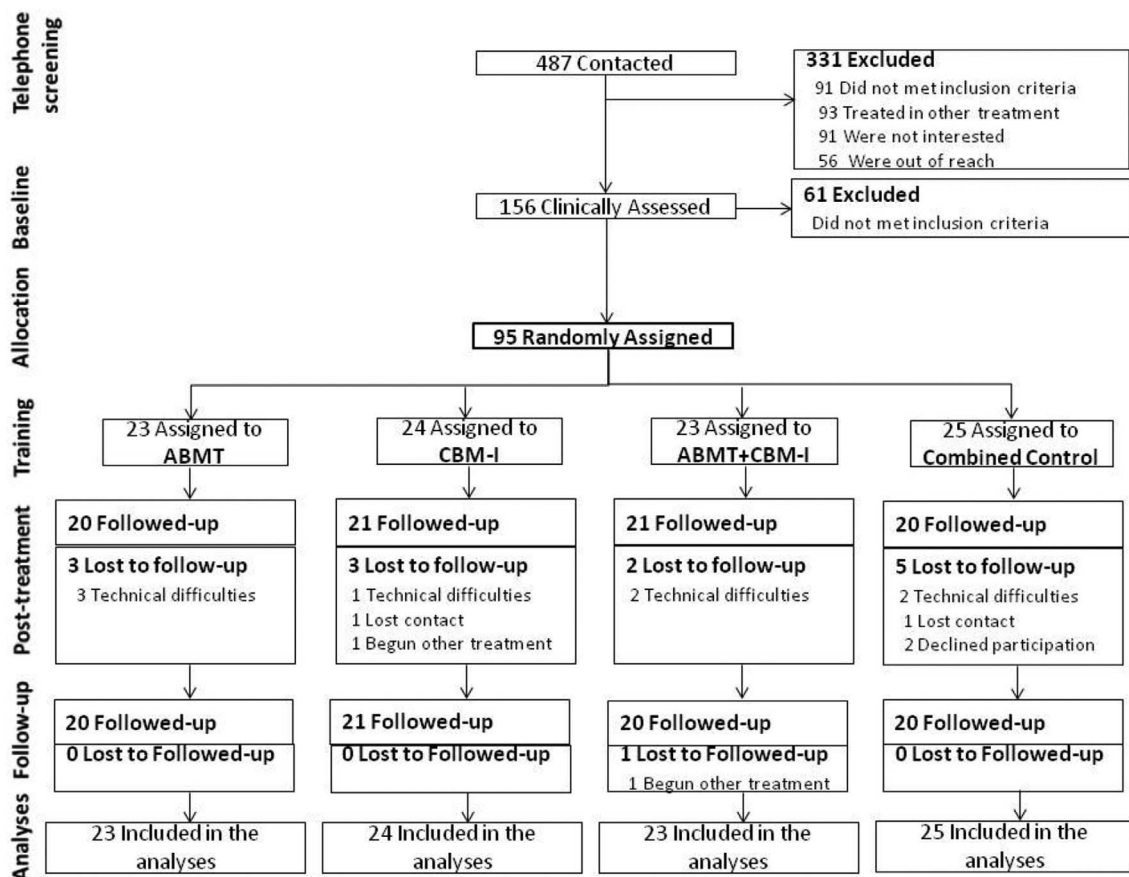 Telephone
screening
487 Contacted
331 Excluded
91 Did not met inclusion criteria
93 Treated in other treatment
91 Were not interested
56 Were out of reach
Baseline
156 Clinically Assessed
61 Excluded
Did not met inclusion criteria
Allocation
95 Randomly Assigned
Training
23 Assigned to
ABMT
24 Assigned to
CBM-I
23 Assigned to
ABMT+CBM-I
25 Assigned to
Combined Control
Post-treatment
20 Followed-up
3 Lost to follow-up
3 Technical difficulties
21 Followed-up
3 Lost to follow-up
1 Technical difficulties
1 Lost contact
1 Begun other treatment
21 Followed-up
2 Lost to follow-up
2 Technical difficulties
20 Followed-up
5 Lost to follow-up
2 Technical difficulties
1 Lost contact
2 Declined participation
Follow-up
20 Followed-up
0 Lost to Followed-up
21 Followed-up
0 Lost to Followed-up
20 Followed-up
1 Lost to Followed-up
1 Begun other treatment
20 Followed-up
0 Lost to Followed-up
Analyses
23 Included in the
analyses
24 Included in the
analyses
23 Included in the
analyses
25 Included in the
analyses